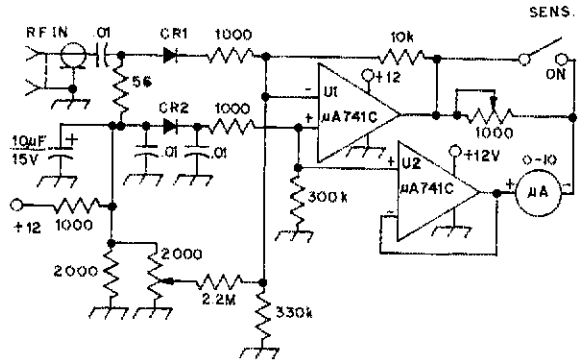 SENS.
RF IN
.01
CR1
1000
10k
ON
56
+12
U1
-
+
µA741C
1000
CR2
1000
10µF
15V
+
.01
.01
U2
+12V
µA741C
+
-
0-10
+
µA
-
300k
+12
1000
2000
2000
2.2M
330k